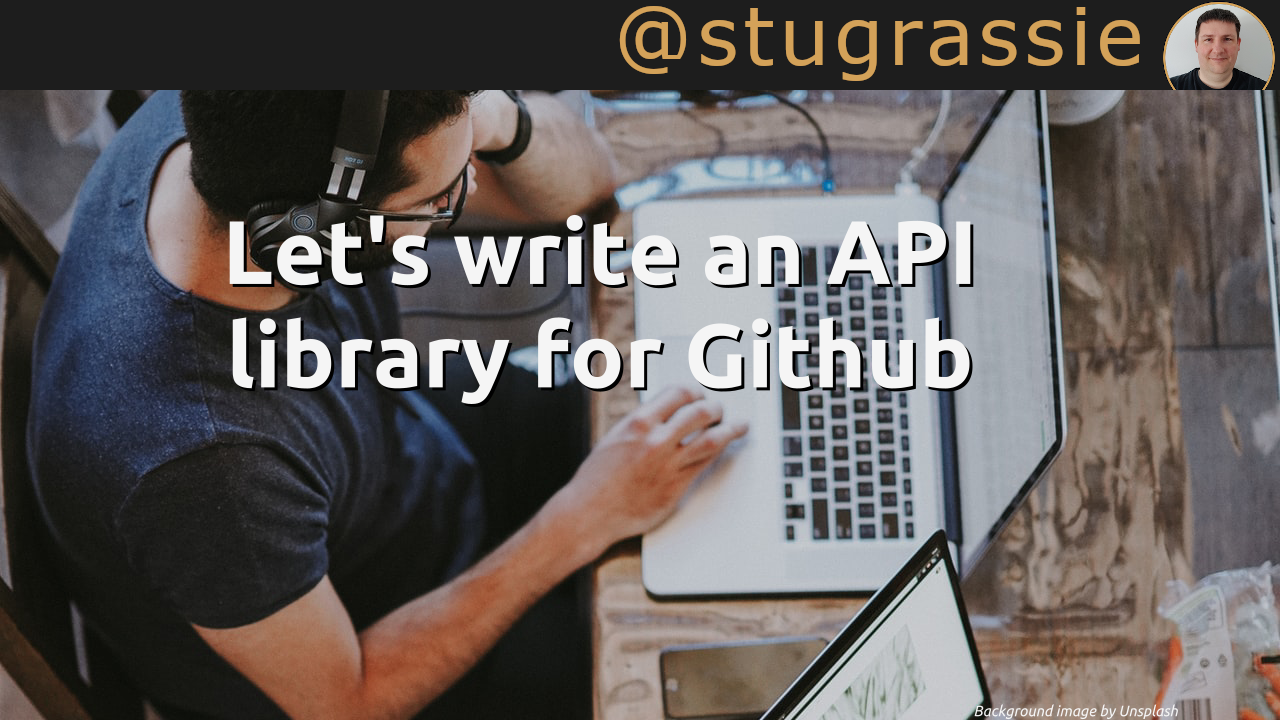 @stugrassie
Let's write an API
library for Github
Background image by Unsplash